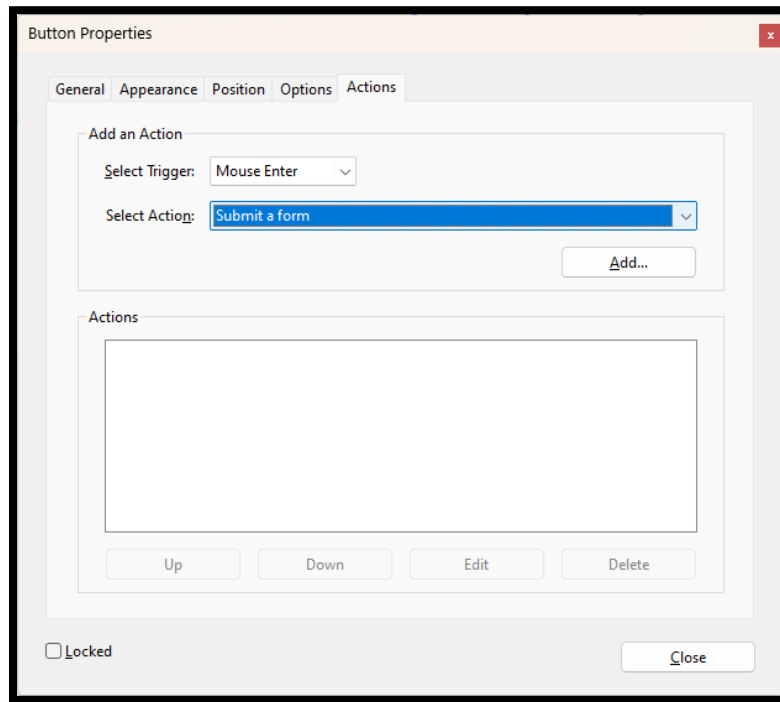 Button Properties
x
General Appearance Position Options Actions
Add an Action
Select Trigger: Mouse Enter
Select Action: Submit a form
Add...
Actions
Up Down Edit Delete
Locked
Close